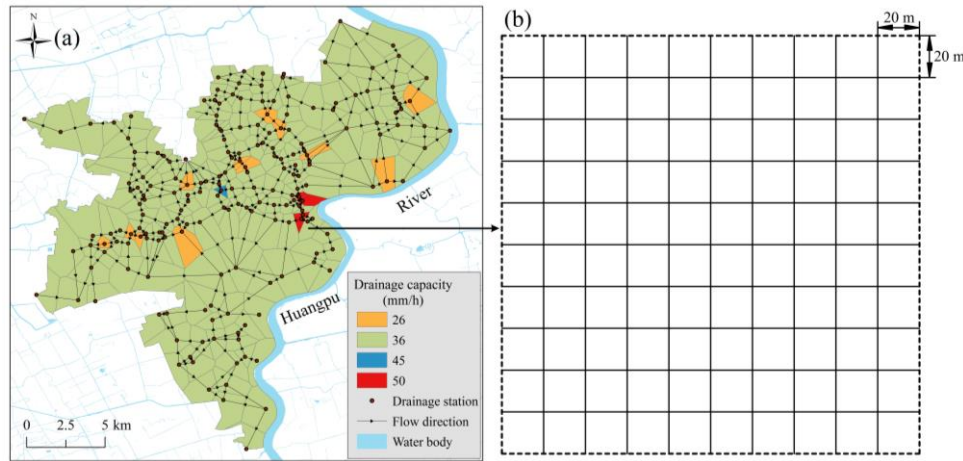 N
(a)
River
Huangpu
Drainage capacity
(mm/h)
26
36
45
50
Drainage station
Flow direction
Water body
0 2.5 5 km
(b)
20 m
20 m